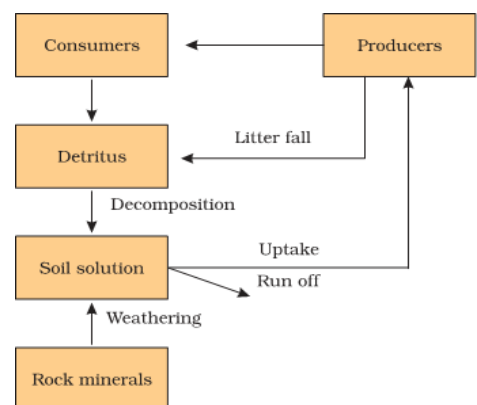 Consumers
Producers
Litter fall
Detritus
Decomposition
Uptake
Soil solution
Run off
Weathering
Rock minerals